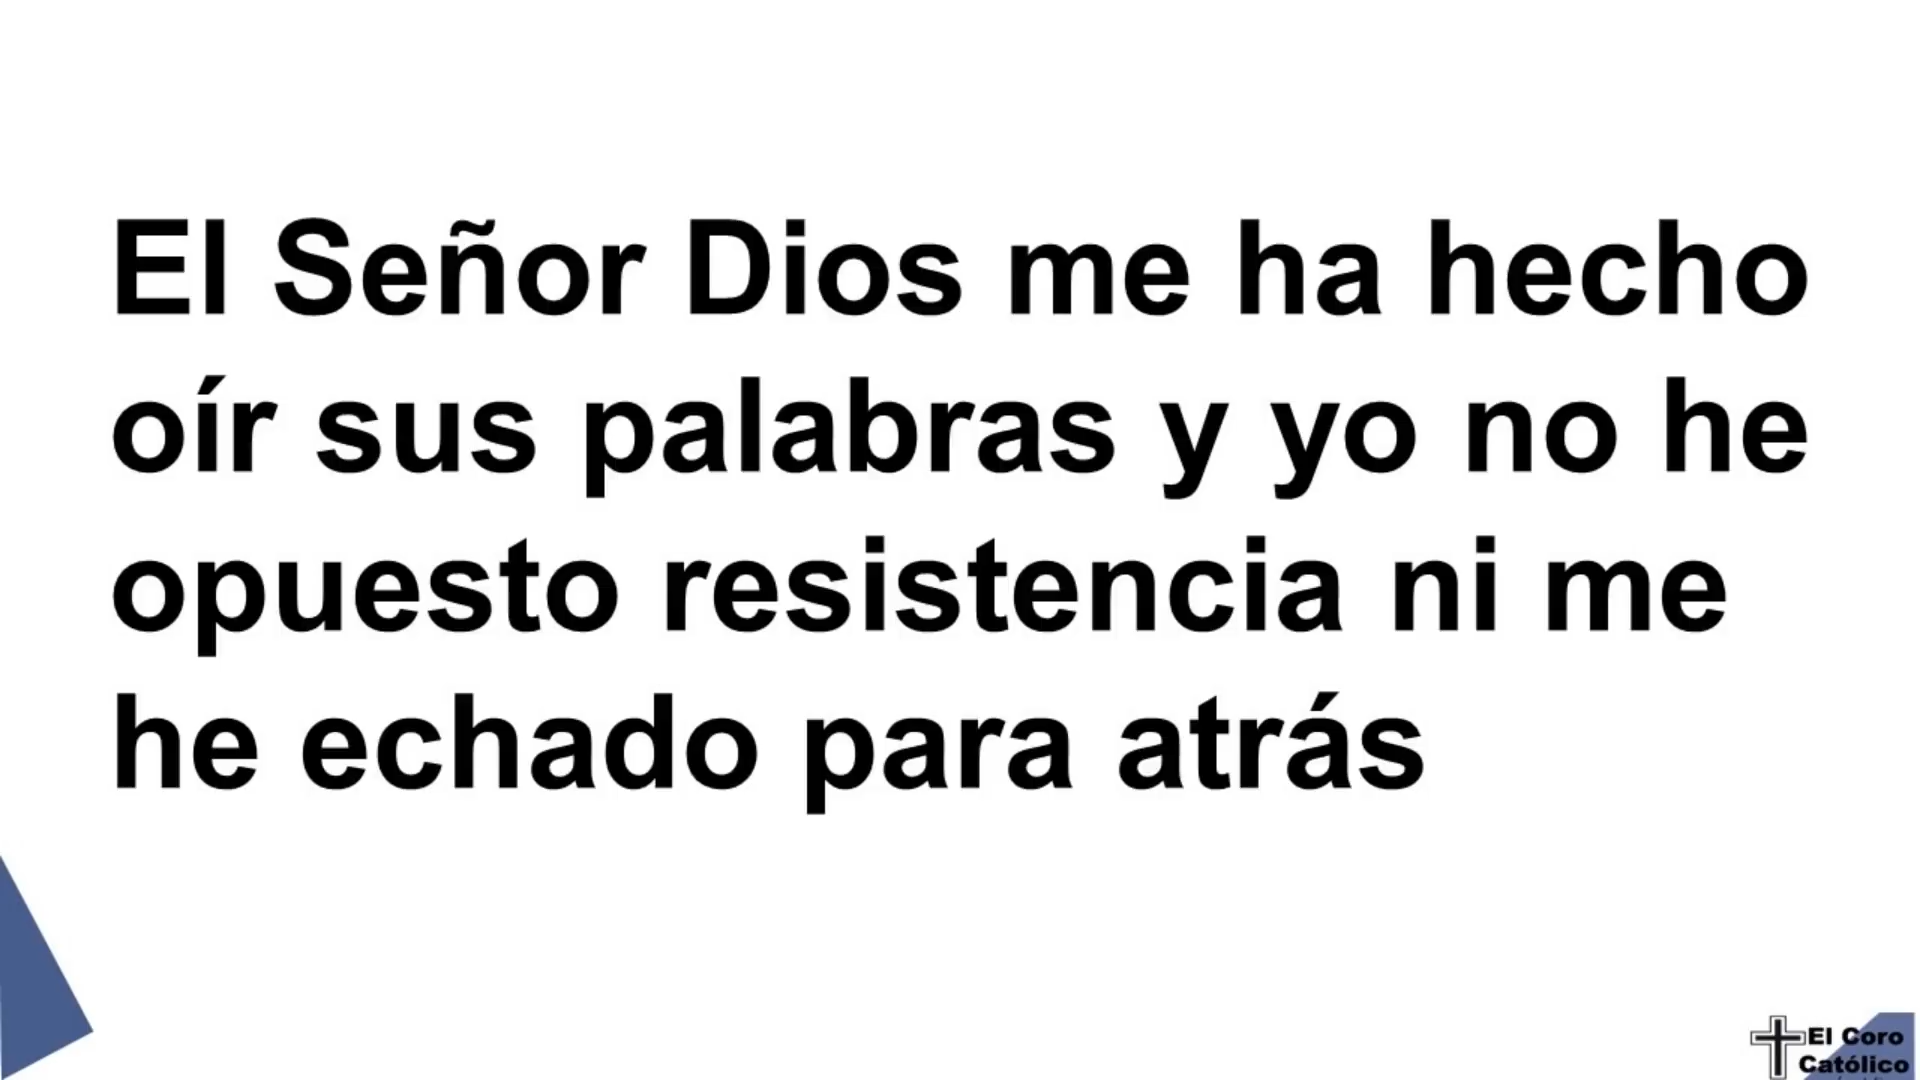 El Señor Dios me ha hecho
oír sus palabras y yo no he
opuesto resistencia ni me
he echado para atrás
El Coro
Católico